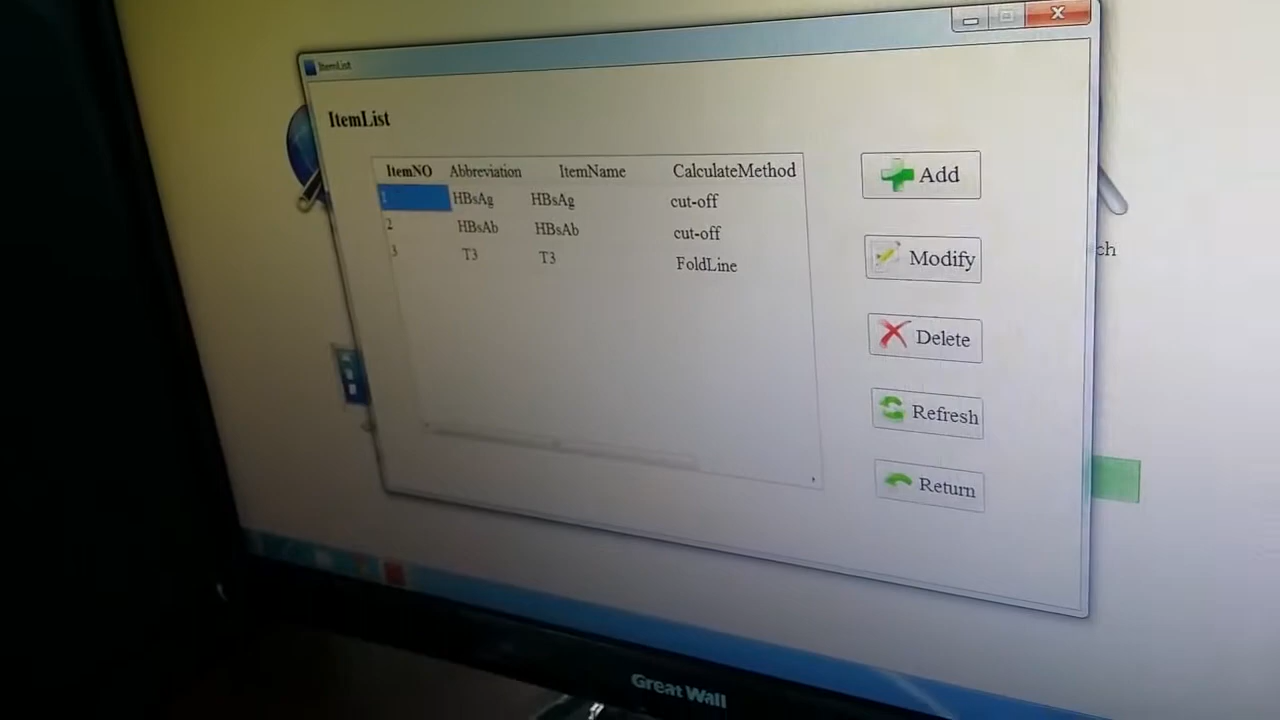 ItemList
ItemList
ItemNO Abbreviation ItemName CalculateMethod
1 HBsAg HBsAg cut-off
2 HBsAb HBsAb cut-off
3 T3 T3 FoldLine
Add
Modify
Delete
Refresh
Return
ch
Great Wall